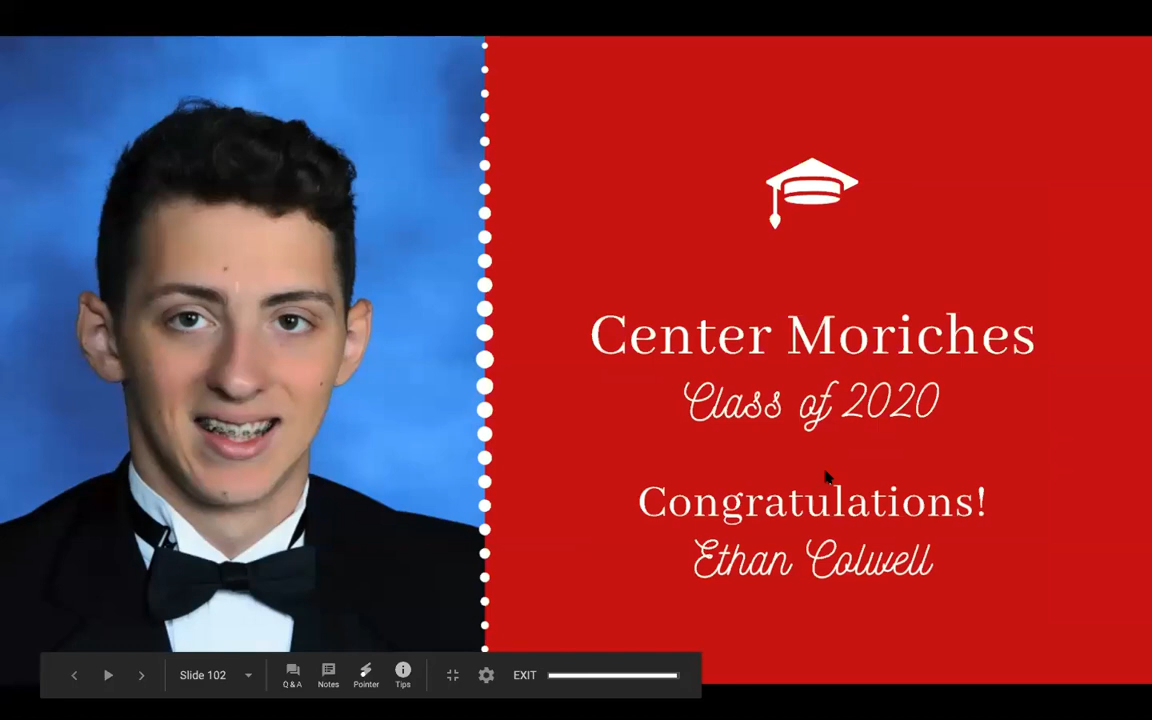 Center Moriches
Class of 2020
Congratulations!
Ethan Colwell
Slide 102
Q & A
Notes
Pointer
Tips
EXIT